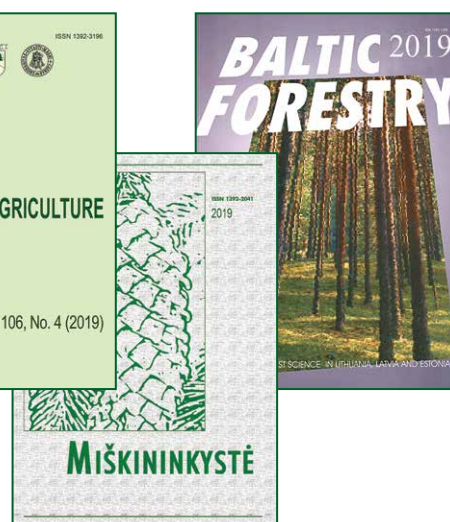 ISSN 1392-3196
GRICULTURE
106, No. 4 (2019)
BALTIC 2019
FORESTRY
ST SCIENCE IN LITHUANIA, LATVIA AND ESTONIA
ISSN 1392-2041
2019
MIŠKININKYSTĖ